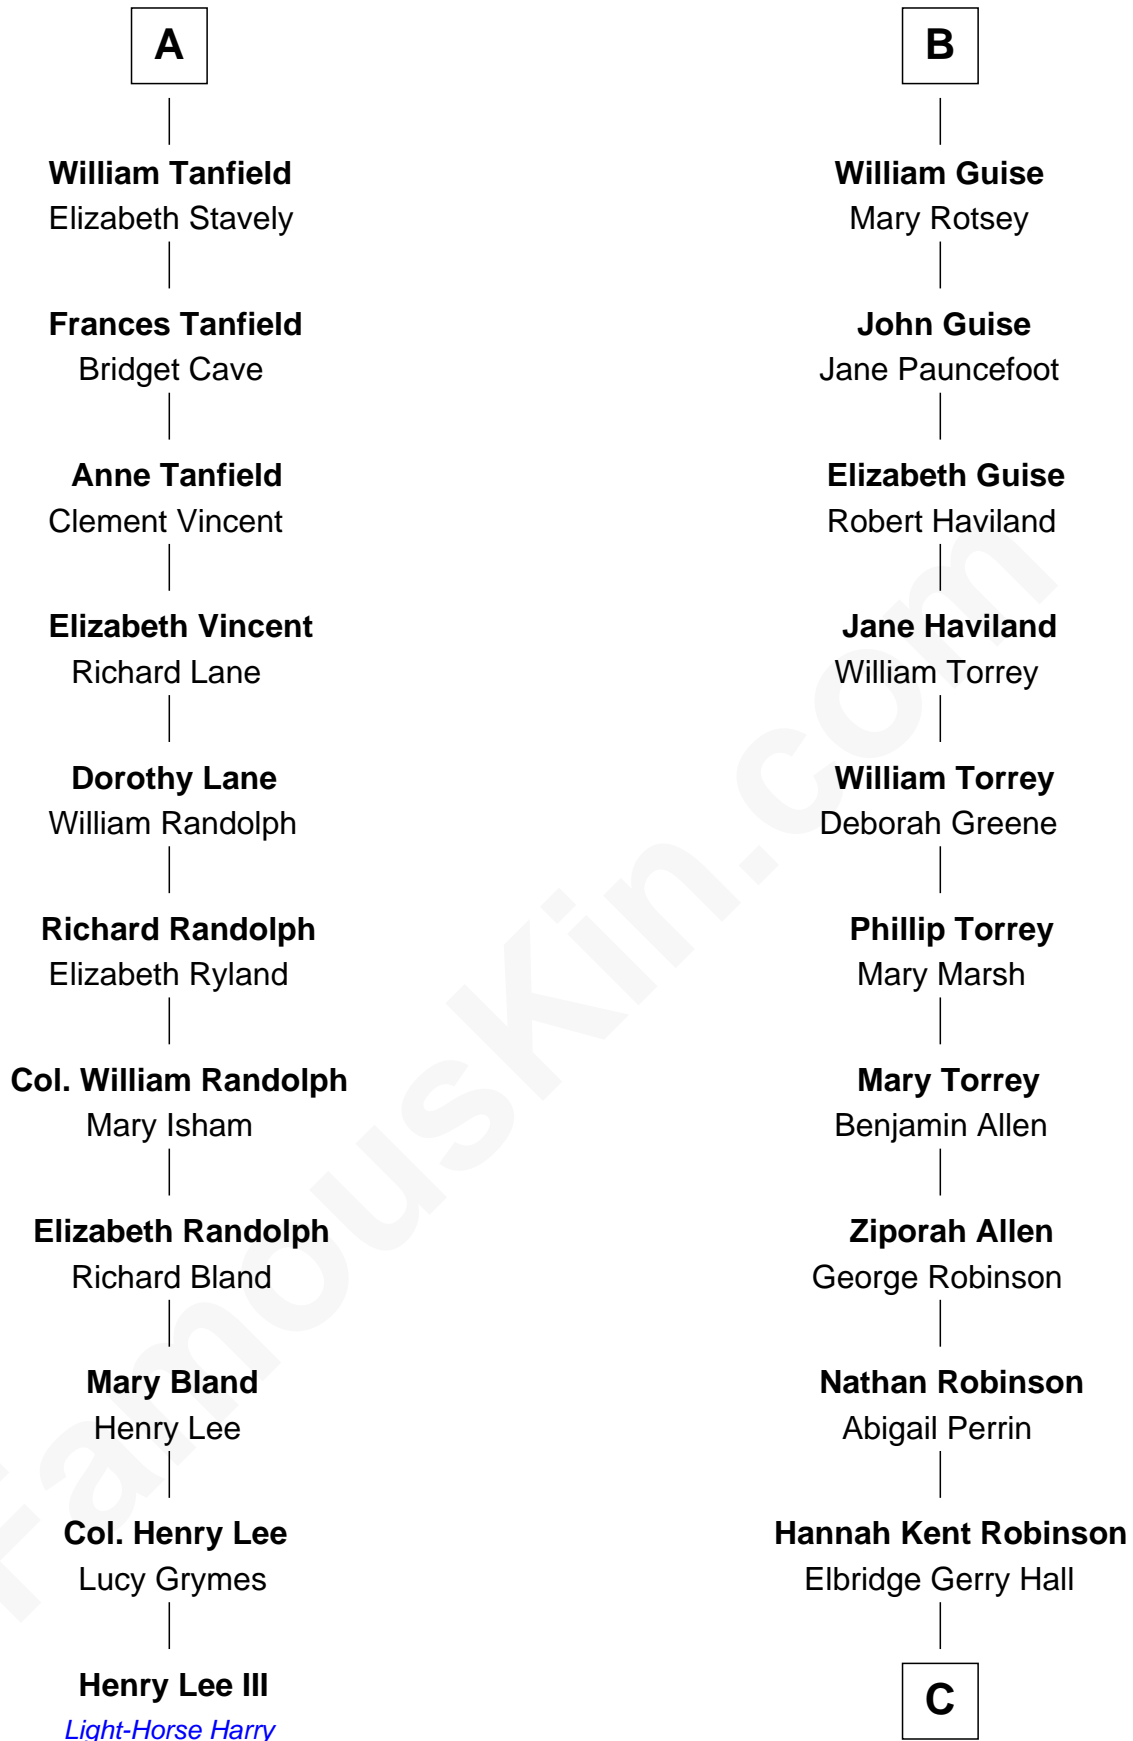 A
William Tanfield
Elizabeth Stavely
Frances Tanfield
Bridget Cave
Anne Tanfield
Clement Vincent
Elizabeth Vincent
Richard Lane
Dorothy Lane
William Randolph
Richard Randolph
Elizabeth Ryland
Col. William Randolph
Mary Isham
Elizabeth Randolph
Richard Bland
Mary Bland
Henry Lee
Col. Henry Lee
Lucy Grymes
Henry Lee III
Light-Horse Harry
B
William Guise
Mary Rotsey
John Guise
Jane Pauncefoot
Elizabeth Guise
Robert Haviland
Jane Haviland
William Torrey
William Torrey
Deborah Greene
Phillip Torrey
Mary Marsh
Mary Torrey
Benjamin Allen
Ziporah Allen
George Robinson
Nathan Robinson
Abigail Perrin
Hannah Kent Robinson
Elbridge Gerry Hall
C
FamousKin.com